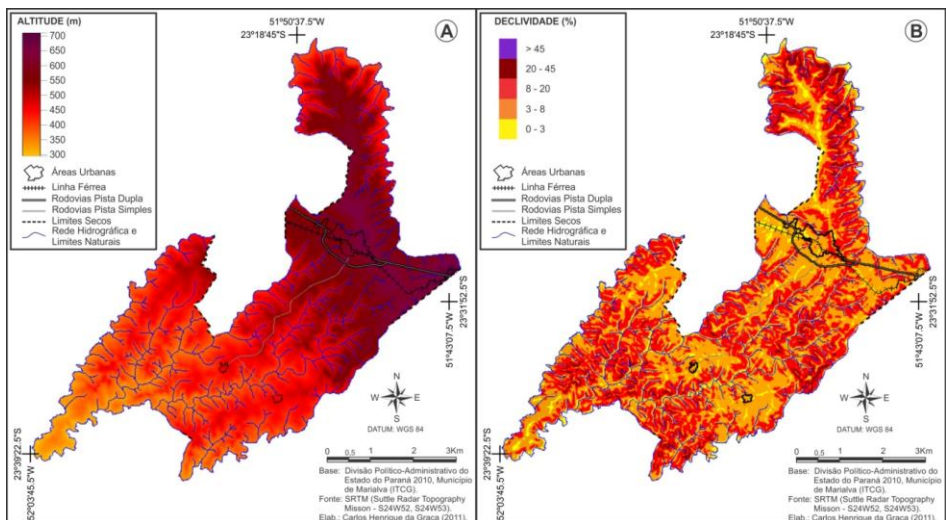 ALTITUDE (m)
700
650
600
550
500
450
400
350
300
Áreas Urbanas
Linha Férrea
Rodovias Pista Dupla
Rodovias Pista Simples
Limites Secos
Rede Hidrográfica e
Limites Naturais
51°50'37.5"W
23°18'45"S
A
23°31'52.5"S
51°43'07.5"W
N
W E
S
DATUM: WGS 84
0 0,5 1 2 3Km
23°39'22.5"S
52°03'45.5"W
Base: Divisão Político-Administrativo do
Estado do Paraná 2010, Município
de Marialva (ITCG).
Fonte: SRTM (Suttle Radar Topography
Misson - S24W52, S24W53).
Elab.: Carlos Henrique da Graça (2011).
DECLIVIDADE (%)
> 45
20 - 45
8 - 20
3 - 8
0 - 3
Áreas Urbanas
Linha Férrea
Rodovias Pista Dupla
Rodovias Pista Simples
Limites Secos
Rede Hidrográfica e
Limites Naturais
51°50'37.5"W
23°18'45"S
B
23°31'52.5"S
51°43'07.5"W
N
W E
S
DATUM: WGS 84
0 0,5 1 2 3Km
23°39'22.5"S
52°03'45.5"W
Base: Divisão Político-Administrativo do
Estado do Paraná 2010, Município
de Marialva (ITCG).
Fonte: SRTM (Suttle Radar Topography
Misson - S24W52, S24W53).
Elab.: Carlos Henrique da Graça (2011).